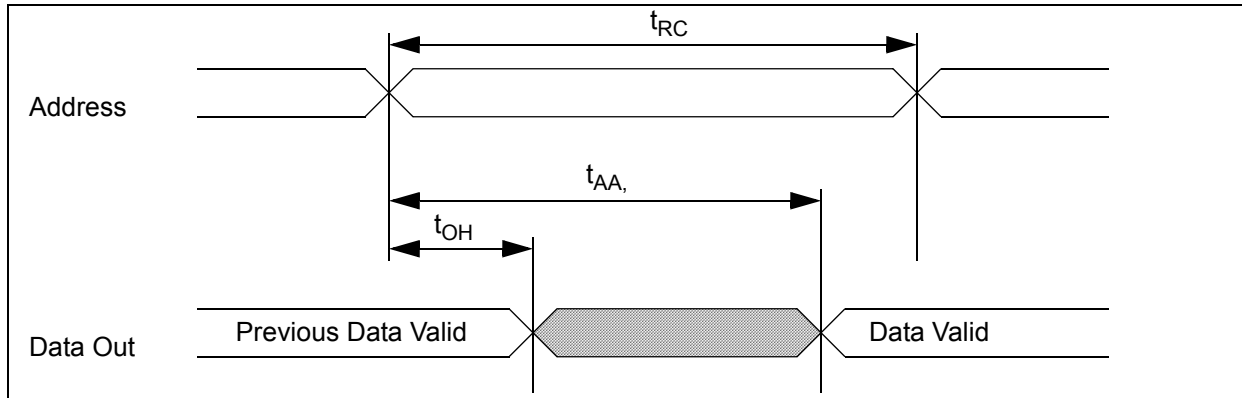 tRC
Address
tAA,
tOH
Previous Data Valid
Data Valid
Data Out